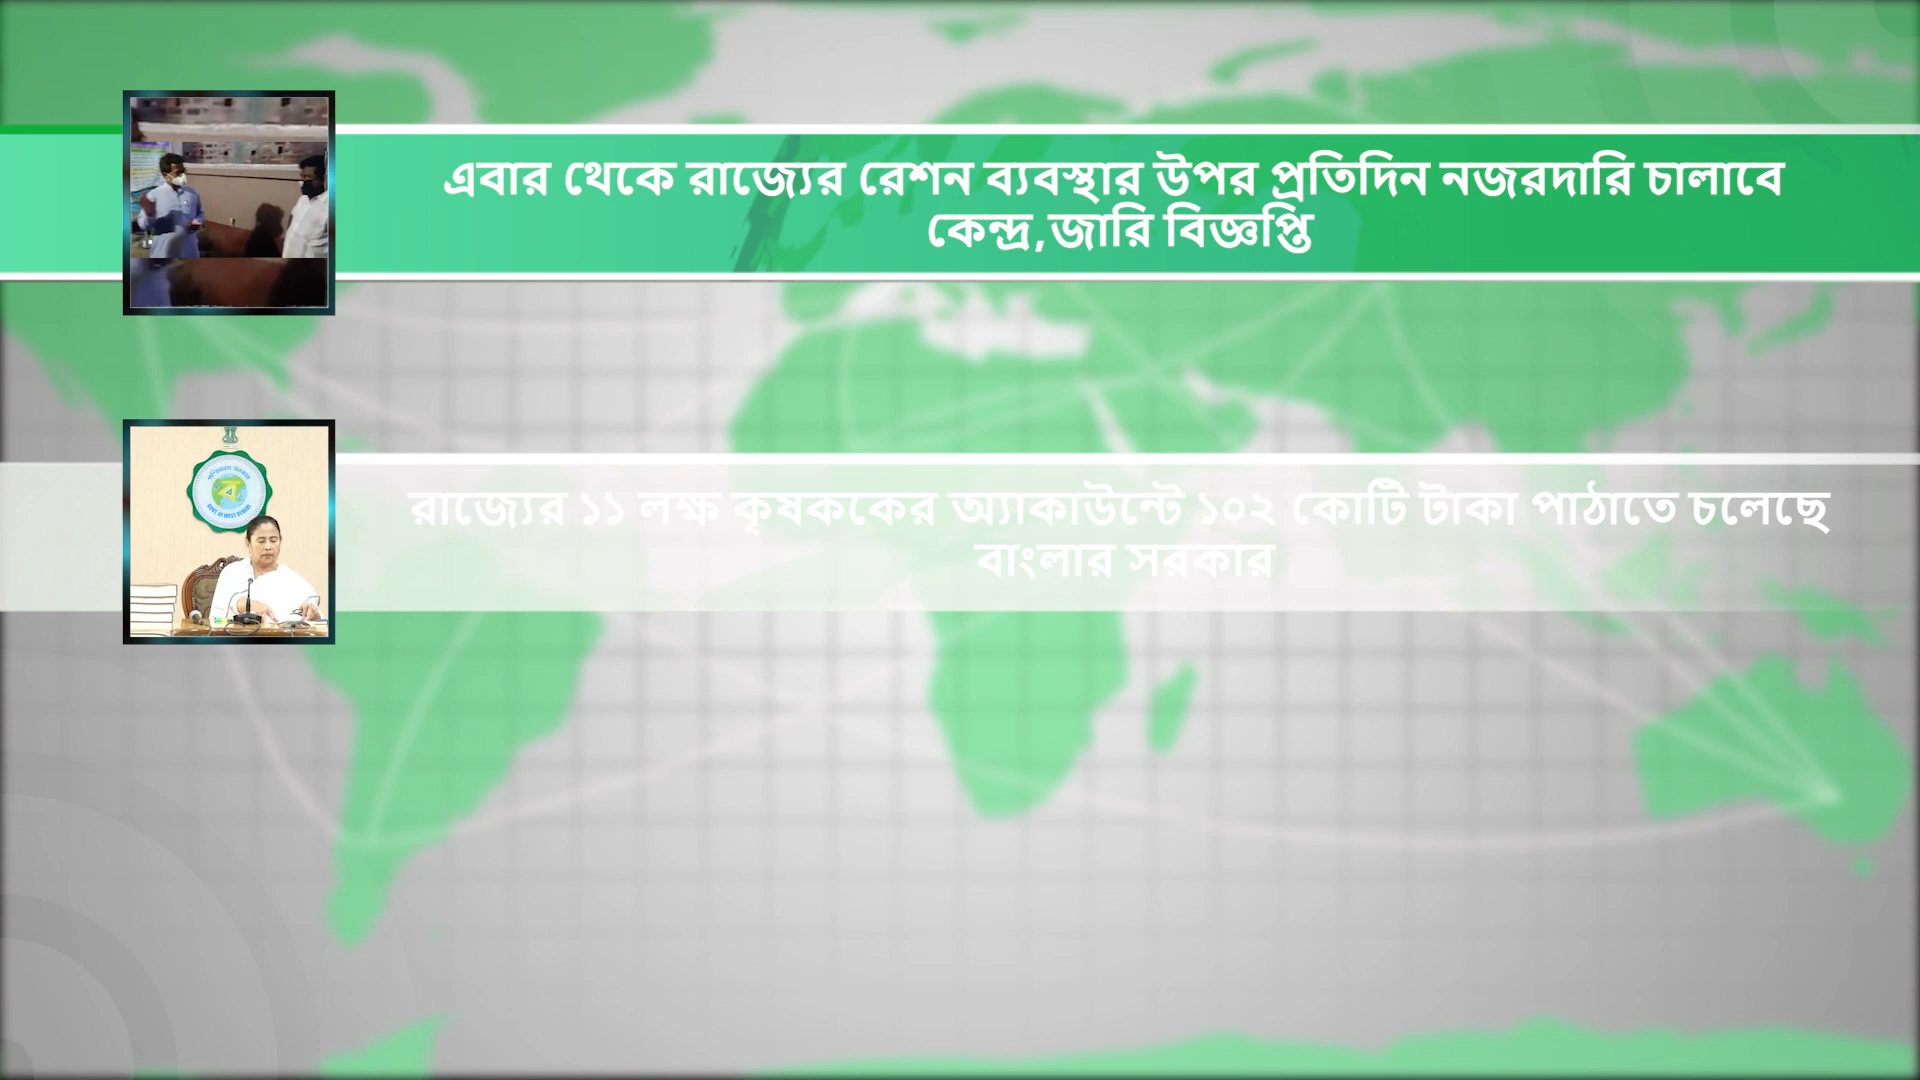 এবার থেকে রাজ্যের রেশন ব্যবস্থার উপর প্রতিদিন নজরদারি চালাবে
কেন্দ্র,জারি বিজ্ঞপ্তি
রাজ্যের ১১ লক্ষ কৃষককের অ্যাকাউন্টে ১০২ কোটি টাকা পাঠাতে চলেছে
বাংলার সরকার